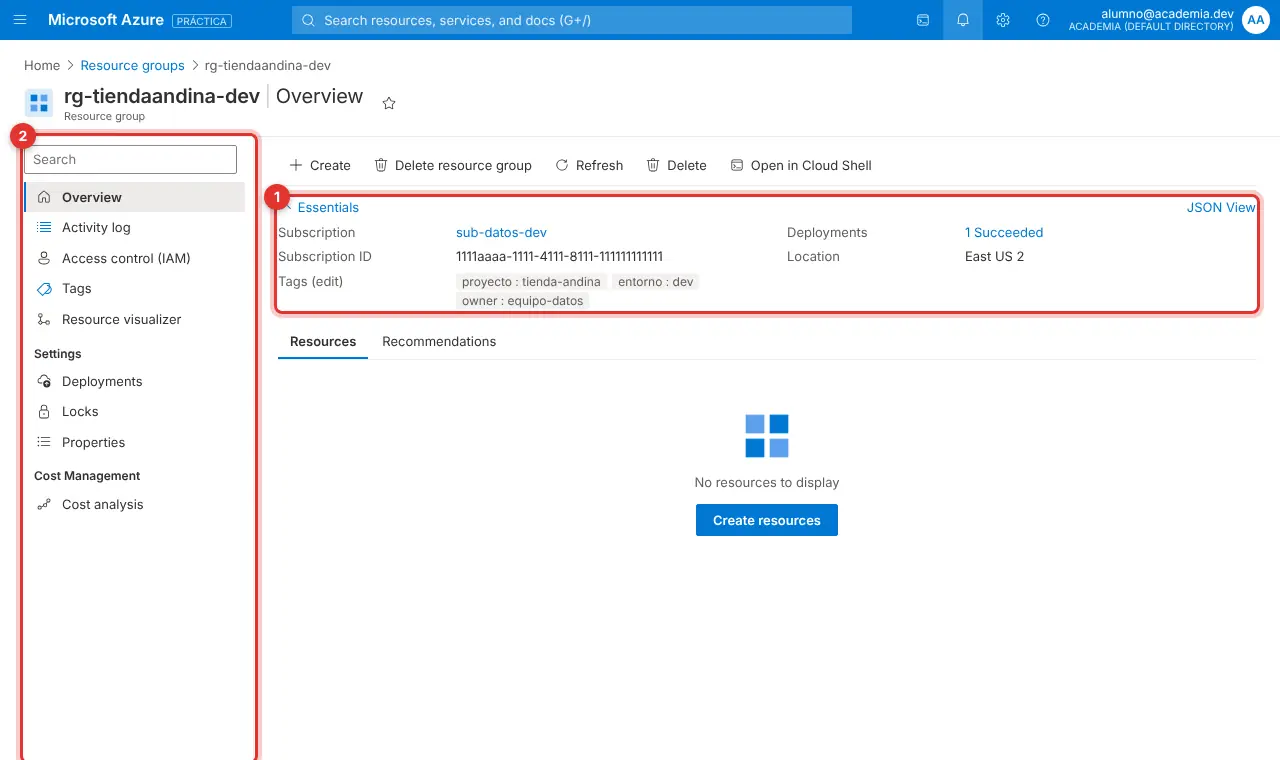 Microsoft Azure PRÁCTICA
Search resources, services, and docs (G+/)
alumno@academia.dev
ACADEMIA (DEFAULT DIRECTORY)
AA
Home > Resource groups > rg-tiendaandina-dev
rg-tiendaandina-dev | Overview
Resource group
2
Search
Overview
Activity log
Access control (IAM)
Tags
Resource visualizer
Settings
Deployments
Locks
Properties
Cost Management
Cost analysis
Create
Delete resource group
Refresh
Delete
Open in Cloud Shell
1
Essentials
JSON View
Subscription
sub-datos-dev
Deployments
1 Succeeded
Subscription ID
1111aaaa-1111-4111-8111-111111111111
Location
East US 2
Tags (edit)
proyecto : tienda-andina
entorno : dev
owner : equipo-datos
Resources
Recommendations
No resources to display
Create resources